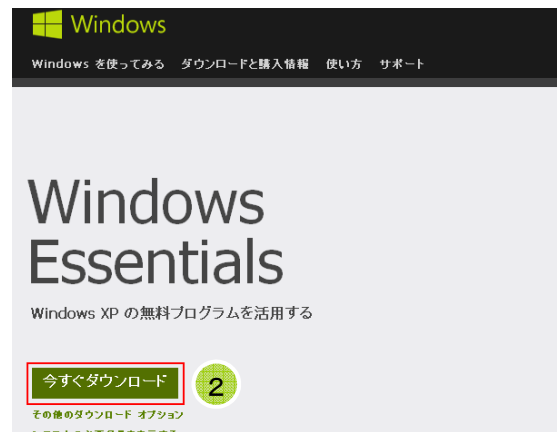 Windows
Windows を使ってみる ダウンロードと購入情報 使い方 サポート
Windows
Essentials
Windows XP の無料プログラムを活用する
今すぐダウンロード
2
その他のダウンロード オプション